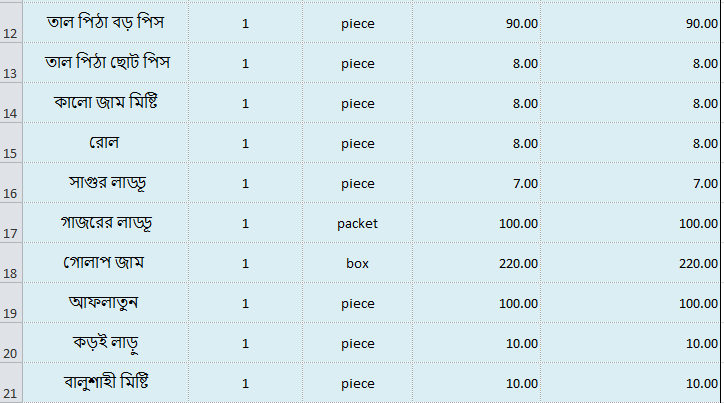 12 তাল পিঠা বড় পিস 1 piece 90.00 90.00
13 তাল পিঠা ছোট পিস 1 piece 8.00 8.00
14 কালো জাম মিষ্টি 1 piece 8.00 8.00
15 রোল 1 piece 8.00 8.00
16 সাগুর লাড্ডূ 1 piece 7.00 7.00
17 গাজরের লাড্ডূ 1 packet 100.00 100.00
18 গোলাপ জাম 1 box 220.00 220.00
19 আফলাতুন 1 piece 100.00 100.00
20 কড়ই লাড়ু 1 piece 10.00 10.00
21 বালুশাহী মিষ্টি 1 piece 10.00 10.00